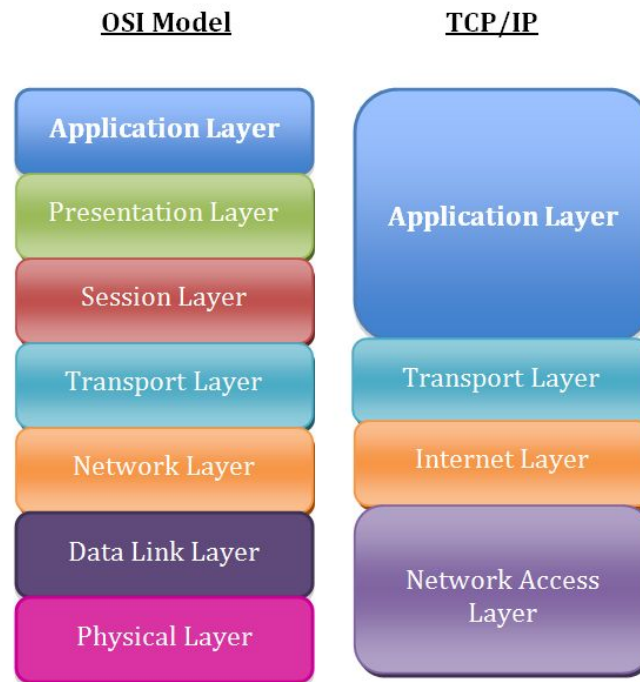 OSI Model
TCP/IP
Application Layer
Presentation Layer
Session Layer
Transport Layer
Network Layer
Data Link Layer
Physical Layer
Application Layer
Transport Layer
Internet Layer
Network Access
Layer